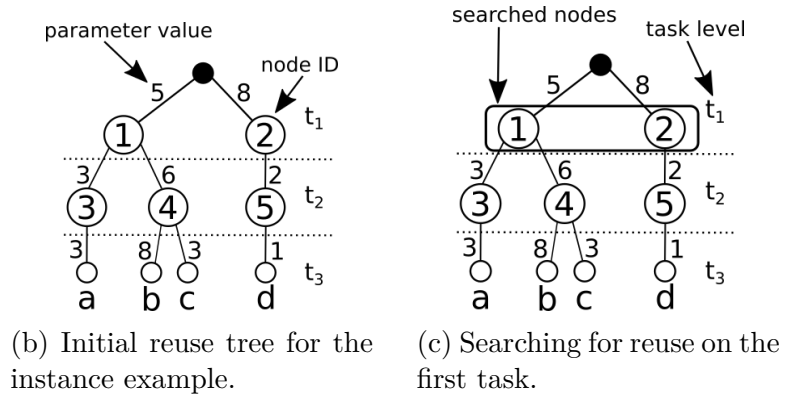 parameter value
node ID
5
8
t1
1
2
3
6
2
t2
3
4
5
3
8
3
1
t3
a
b
c
d
(b) Initial reuse tree for the
instance example.
searched nodes
task level
5
8
t1
1
2
3
6
2
t2
3
4
5
3
8
3
1
t3
a
b
c
d
(c) Searching for reuse on the
first task.